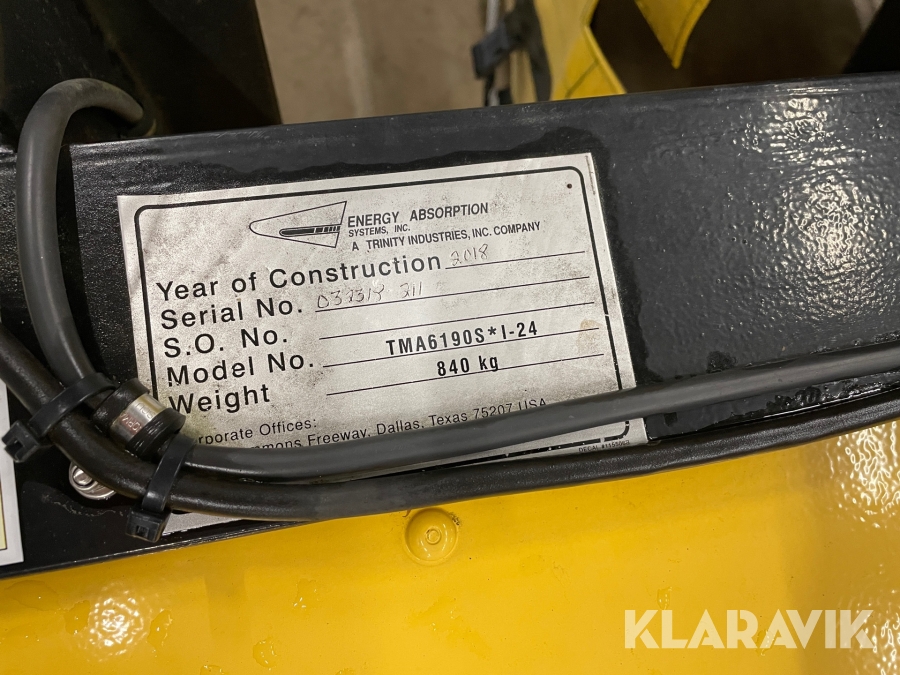 ENERGY ABSORPTION
SYSTEMS, INC.
A TRINITY INDUSTRIES, INC. COMPANY
Year of Construction 2018
Serial No.
S.O. No.
Model No. TMA6190S*I-24
Weight 840 kg
Offices:
Freeway, Dallas, Texas 75207 USA
KLARAVIK